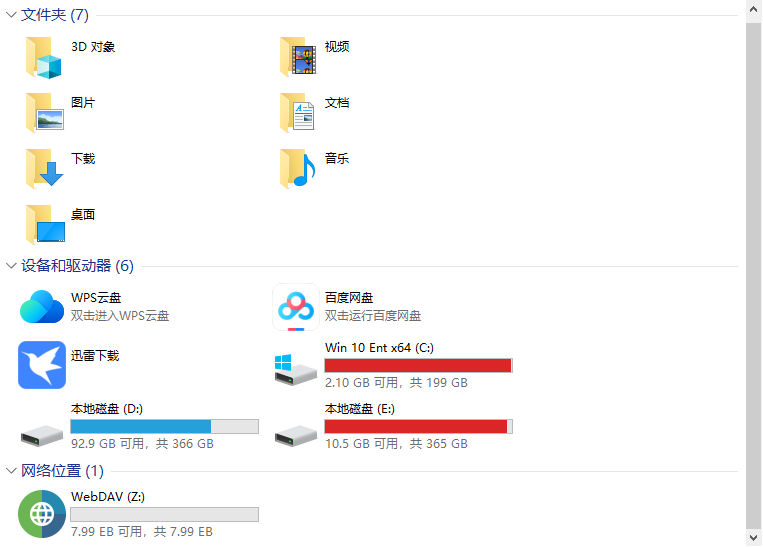 文件夹 (7)
3D 对象
视频
图片
文档
下载
音乐
桌面
设备和驱动器 (6)
WPS云盘
双击进入WPS云盘
百度网盘
双击运行百度网盘
迅雷下载
Win 10 Ent x64 (C:)
2.10 GB 可用，共 199 GB
本地磁盘 (D:)
92.9 GB 可用，共 366 GB
本地磁盘 (E:)
10.5 GB 可用，共 365 GB
网络位置 (1)
WebDAV (Z:)
7.99 EB 可用，共 7.99 EB